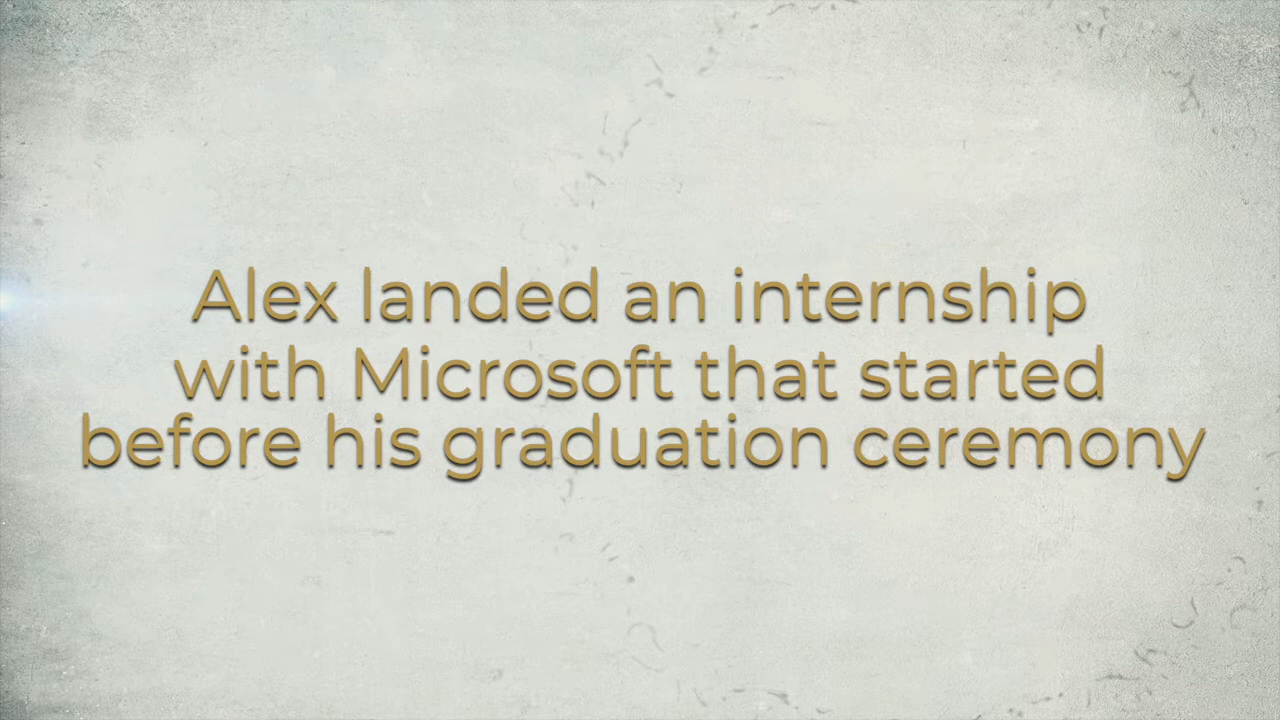 Alex landed an internship
with Microsoft that started
before his graduation ceremony